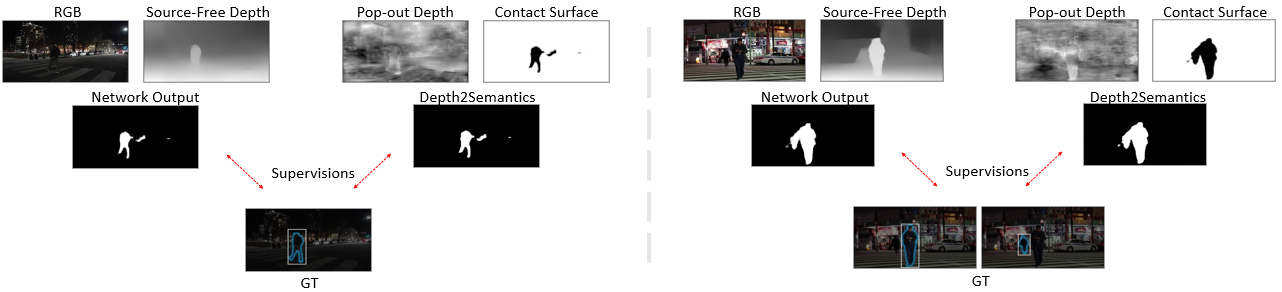 RGB
Source-Free Depth
Pop-out Depth
Contact Surface
Network Output
Depth2Semantics
Supervisions
GT
RGB
Source-Free Depth
Pop-out Depth
Contact Surface
Network Output
Depth2Semantics
Supervisions
GT